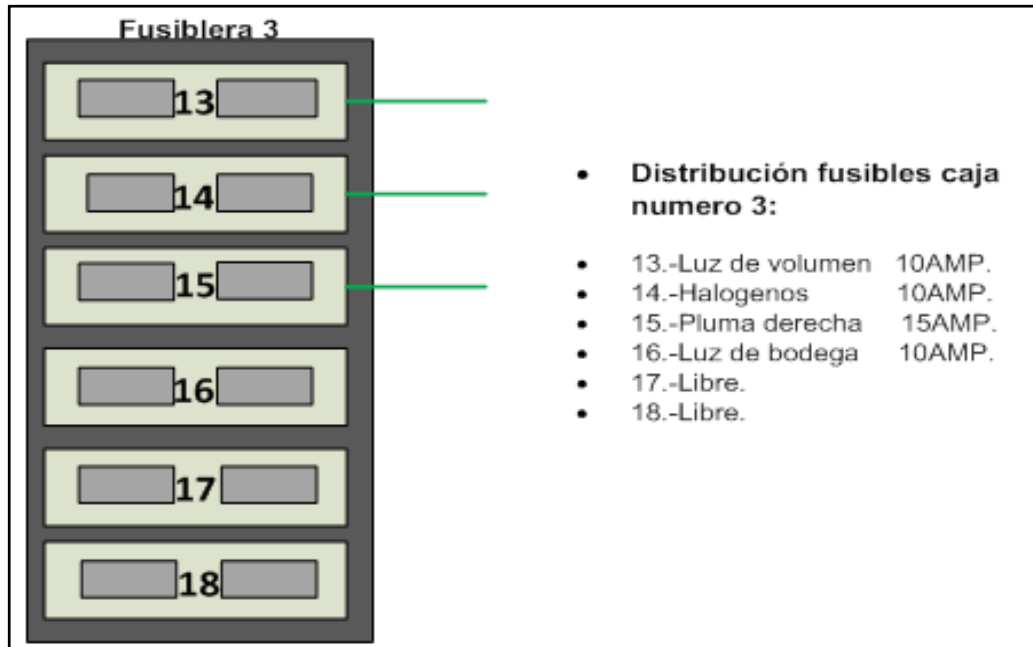 Fusiblera 3
13
14
15
16
17
18
• Distribución fusibles caja
numero 3:
• 13.-Luz de volumen 10AMP.
• 14.-Halogenos 10AMP.
• 15.-Pluma derecha 15AMP.
• 16.-Luz de bodega 10AMP.
• 17.-Libre.
• 18.-Libre.